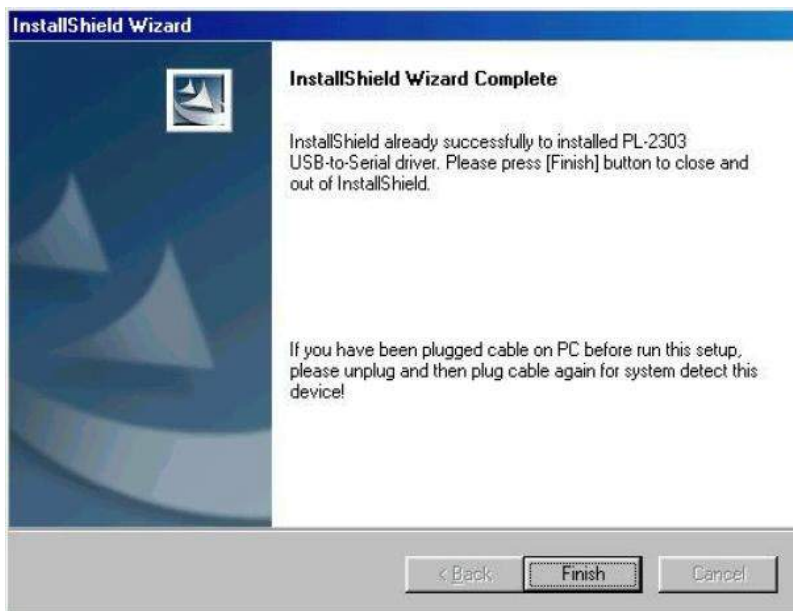 InstallShield Wizard
InstallShield Wizard Complete
InstallShield already successfully to installed PL-2303
USB-to-Serial driver. Please press [Finish] button to close and
out of InstallShield.
If you have been plugged cable on PC before run this setup,
please unplug and then plug cable again for system detect this
device!
< Back
Finish
Cancel